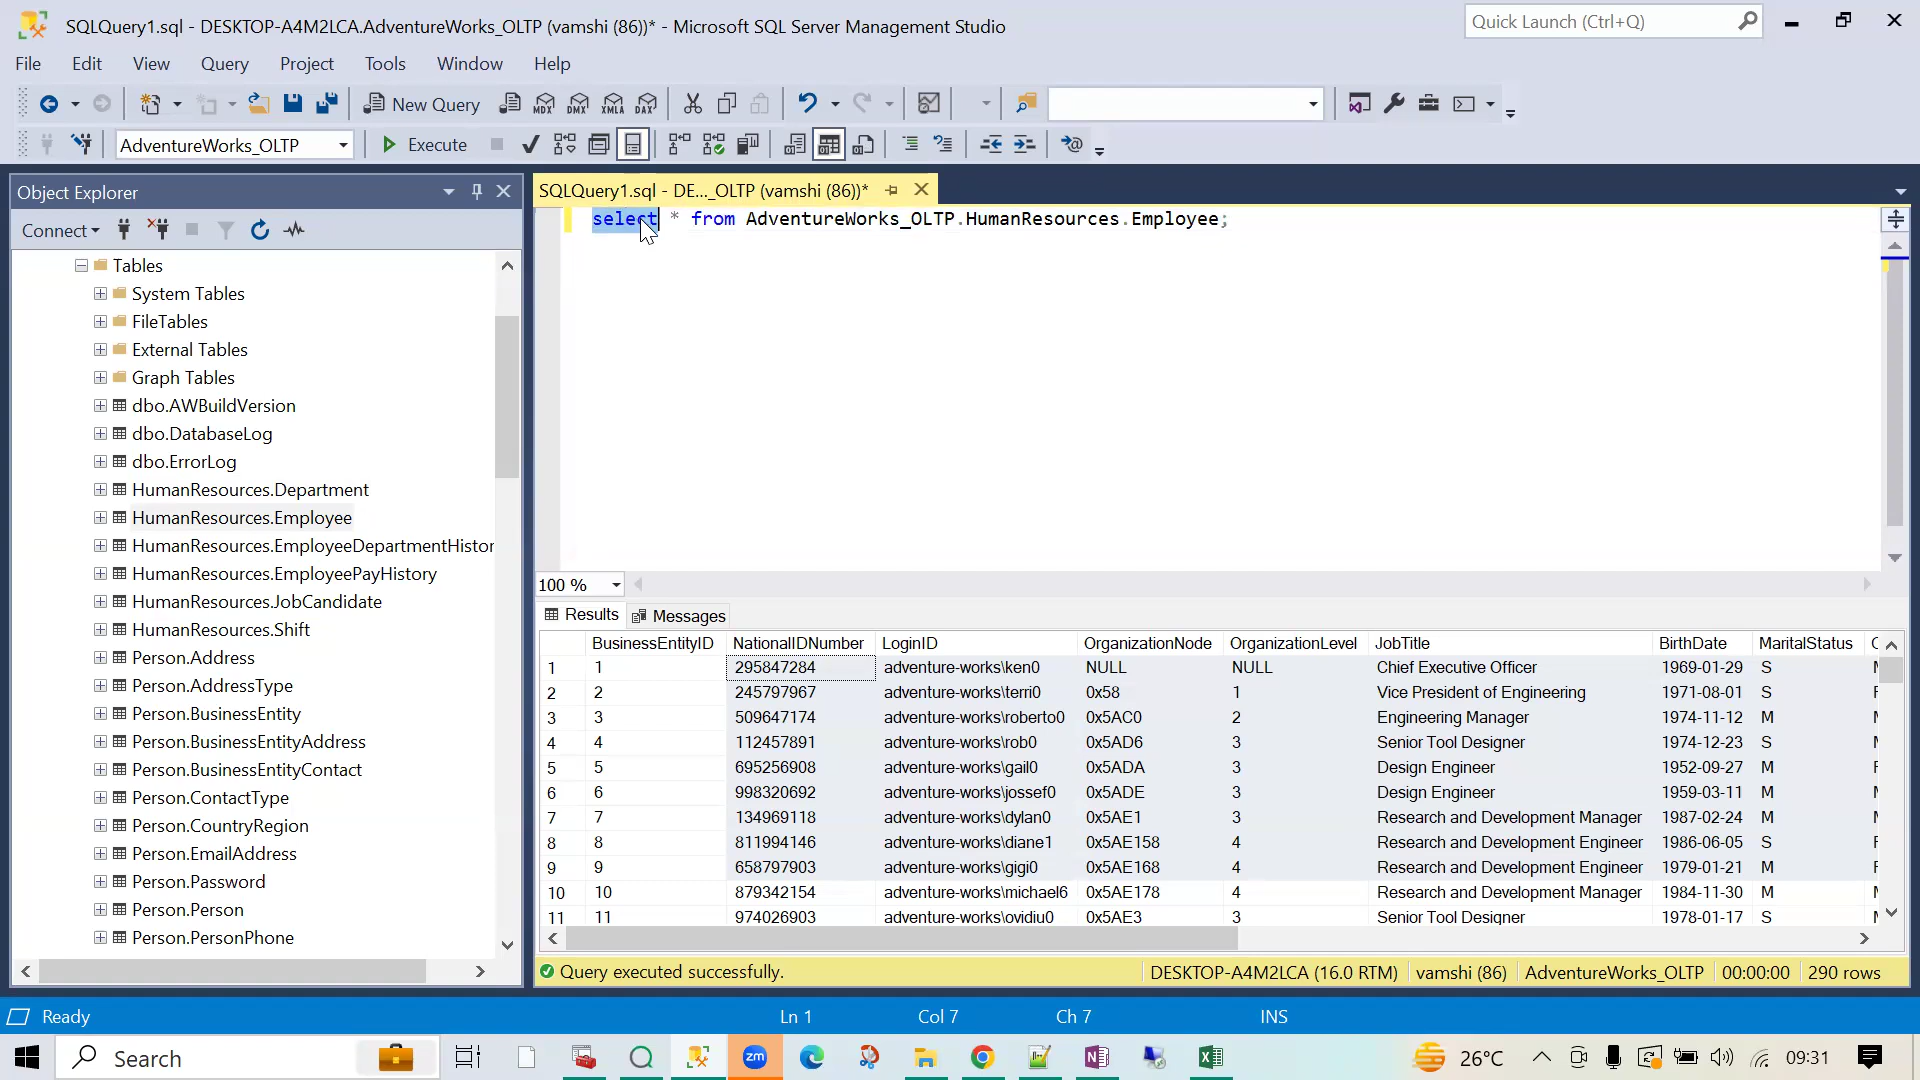 SQLQuery1.sql - DESKTOP-A4M2LCA.AdventureWorks_OLTP (vamshi (86))* - Microsoft SQL Server Management Studio
Quick Launch (Ctrl+Q)
File Edit View Query Project Tools Window Help
New Query MDX DMX XMLA DAX
AdventureWorks_OLTP Execute
Object Explorer
Connect
Tables
System Tables
FileTables
External Tables
Graph Tables
dbo.AWBuildVersion
dbo.DatabaseLog
dbo.ErrorLog
HumanResources.Department
HumanResources.Employee
HumanResources.EmployeeDepartmentHistor
HumanResources.EmployeePayHistory
HumanResources.JobCandidate
HumanResources.Shift
Person.Address
Person.AddressType
Person.BusinessEntity
Person.BusinessEntityAddress
Person.BusinessEntityContact
Person.ContactType
Person.CountryRegion
Person.EmailAddress
Person.Password
Person.Person
Person.PersonPhone
SQLQuery1.sql - DE..._OLTP (vamshi (86))*
select * from AdventureWorks_OLTP.HumanResources.Employee;
100 %
Results Messages
BusinessEntityID NationalIDNumber LoginID OrganizationNode OrganizationLevel JobTitle BirthDate MaritalStatus
1 1 295847284 adventure-works\ken0 NULL NULL Chief Executive Officer 1969-01-29 S
2 2 245797967 adventure-works\terri0 0x58 1 Vice President of Engineering 1971-08-01 S
3 3 509647174 adventure-works\roberto0 0x5AC0 2 Engineering Manager 1974-11-12 M
4 4 112457891 adventure-works\rob0 0x5AD6 3 Senior Tool Designer 1974-12-23 S
5 5 695256908 adventure-works\gail0 0x5ADA 3 Design Engineer 1952-09-27 M
6 6 998320692 adventure-works\jossef0 0x5ADE 3 Design Engineer 1959-03-11 M
7 7 134969118 adventure-works\dylan0 0x5AE1 3 Research and Development Manager 1987-02-24 M
8 8 811994146 adventure-works\diane1 0x5AE158 4 Research and Development Engineer 1986-06-05 S
9 9 658797903 adventure-works\gigi0 0x5AE168 4 Research and Development Engineer 1979-01-21 M
10 10 879342154 adventure-works\michael6 0x5AE178 4 Research and Development Manager 1984-11-30 M
11 11 974026903 adventure-works\ovidiu0 0x5AE3 3 Senior Tool Designer 1978-01-17 S
Query executed successfully. DESKTOP-A4M2LCA (16.0 RTM) vamshi (86) AdventureWorks_OLTP 00:00:00 290 rows
Ready Ln 1 Col 7 Ch 7 INS
Search zm 26°C 09:31